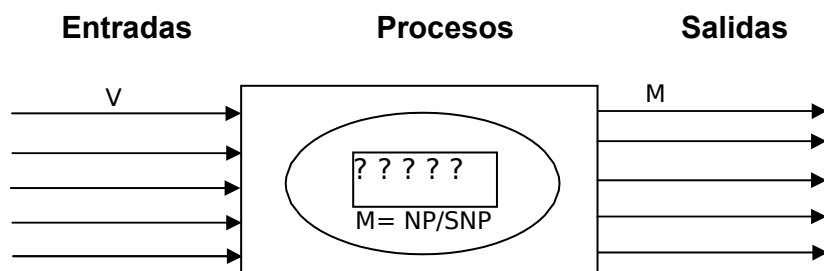 Entradas Procesos Salidas
V M
? ? ? ? ?
M= NP/SNP